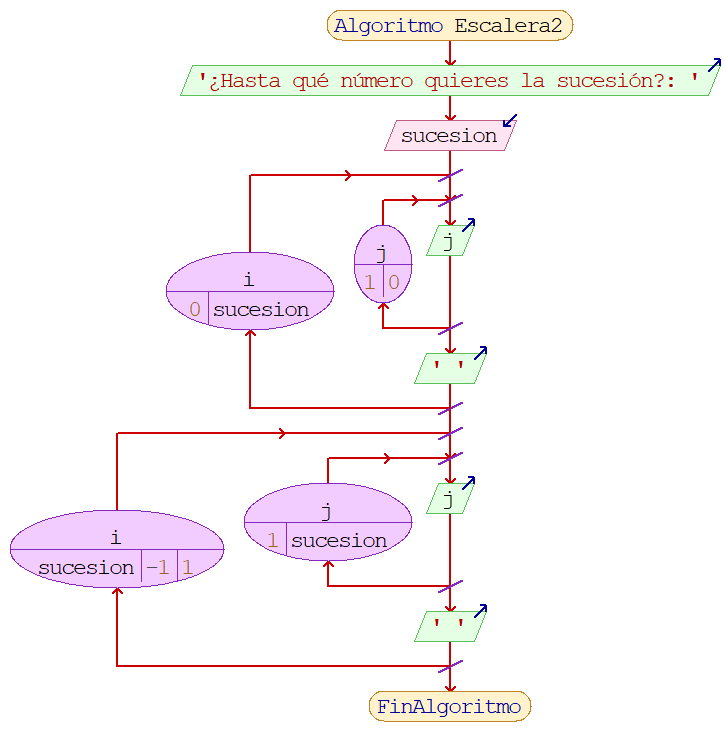 Algoritmo Escalera2
'¿Hasta qué número quieres la sucesión?: '
sucesion
j
j
1 0
i
0 sucesion
' '
j
j
1 sucesion
i
sucesion -1 1
' '
FinAlgoritmo